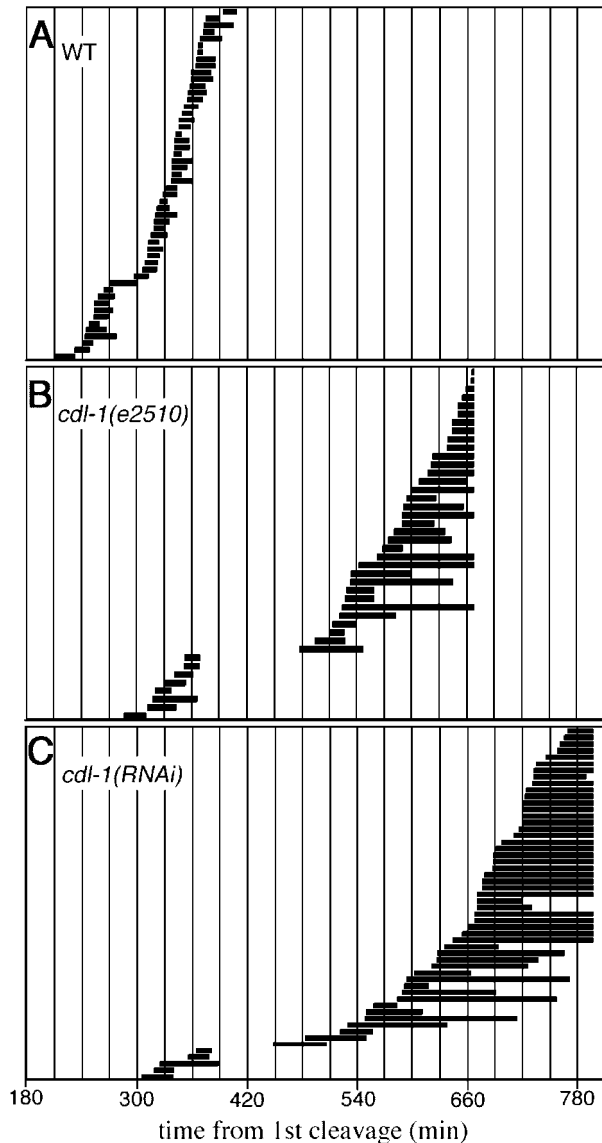 A
WT
B
cdl-1(e2510)
C
cdl-1(RNAi)
180 300 420 540 660 780
time from 1st cleavage (min)